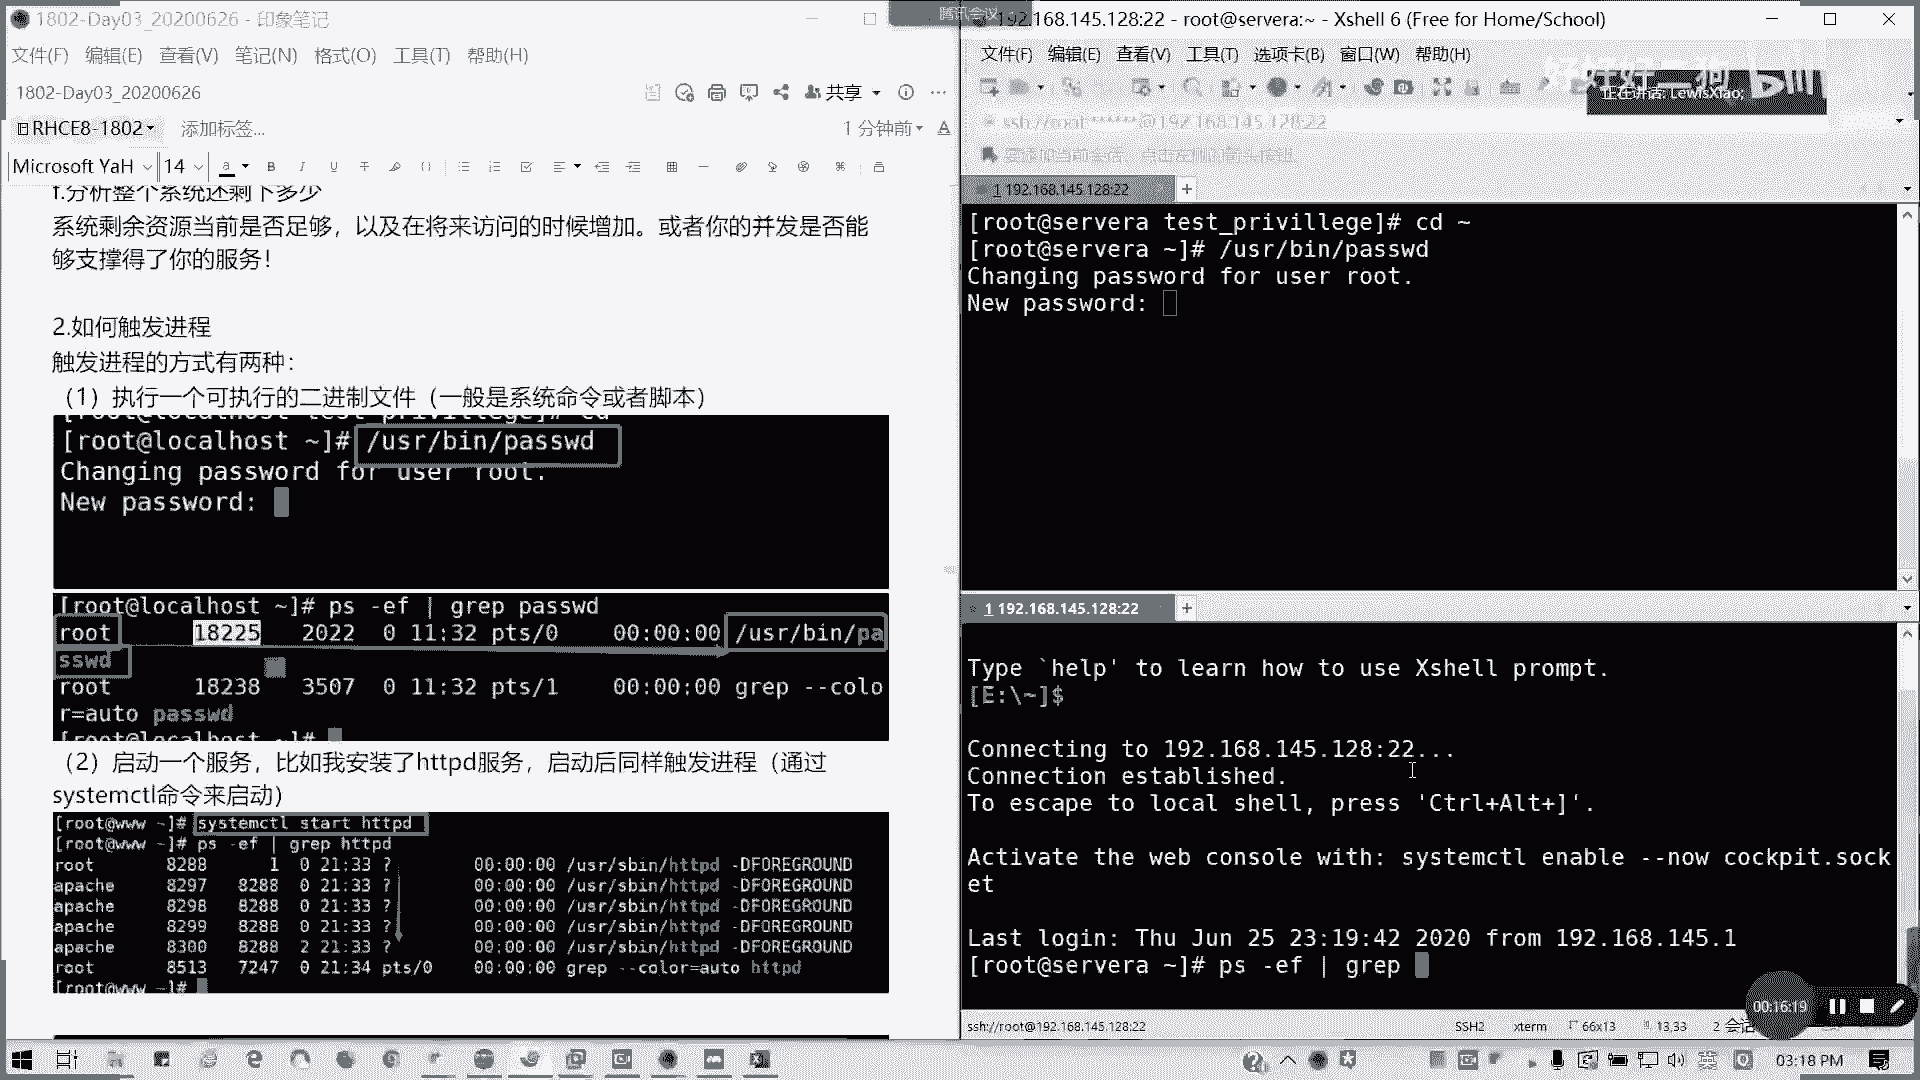 1802-Day03_20200626 - 印象笔记
文件(F) 编辑(E) 查看(V) 笔记(N) 格式(O) 工具(T) 帮助(H)
1802-Day03_20200626
共享
RHCE8-1802
添加标签...
1 分钟前
Microsoft YaH
14
1.分析整个系统还剩下多少
系统剩余资源当前是否足够，以及在将来访问的时候增加。或者你的并发是否能
够支撑得了你的服务！
2.如何触发进程
触发进程的方式有两种：
（1）执行一个可执行的二进制文件（一般是系统命令或者脚本）
[root@localhost test_privillege]# cd
[root@localhost ~]# /usr/bin/passwd
Changing password for user root.
New password:
[root@localhost ~]# ps -ef | grep passwd
root 18225 2022 0 11:32 pts/0 00:00:00 /usr/bin/pa
sswd
root 18238 3507 0 11:32 pts/1 00:00:00 grep --colo
r=auto passwd
[root@localhost ~]#
（2）启动一个服务，比如我安装了httpd服务，启动后同样触发进程（通过
systemctl命令来启动）
[root@www ~]# systemctl start httpd
[root@www ~]# ps -ef | grep httpd
root 8288 1 0 21:33 ? 00:00:00 /usr/sbin/httpd -DFOREGROUND
apache 8297 8288 0 21:33 ? 00:00:00 /usr/sbin/httpd -DFOREGROUND
apache 8298 8288 0 21:33 ? 00:00:00 /usr/sbin/httpd -DFOREGROUND
apache 8299 8288 0 21:33 ? 00:00:00 /usr/sbin/httpd -DFOREGROUND
apache 8300 8288 2 21:33 ? 00:00:00 /usr/sbin/httpd -DFOREGROUND
root 8513 7247 0 21:34 pts/0 00:00:00 grep --color=auto httpd
[root@www ~]#
腾讯会议
192.168.145.128:22 - root@servera:~ - Xshell 6 (Free for Home/School)
文件(F) 编辑(E) 查看(V) 工具(T) 选项卡(B) 窗口(W) 帮助(H)
正在讲话: LewisXiao;
ssh://root:******@192.168.145.128:22
要添加当前会话，点击左侧的箭头按钮。
1 192.168.145.128:22
[root@servera test_privillege]# cd ~
[root@servera ~]# /usr/bin/passwd
Changing password for user root.
New password:
1 192.168.145.128:22
Type `help' to learn how to use Xshell prompt.
[E:\~]$
Connecting to 192.168.145.128:22...
Connection established.
To escape to local shell, press 'Ctrl+Alt+]'.
Activate the web console with: systemctl enable --now cockpit.sock
et
Last login: Thu Jun 25 23:19:42 2020 from 192.168.145.1
[root@servera ~]# ps -ef | grep
00:16:19
ssh://root@192.168.145.128:22 SSH2 xterm 66x13 13,33 2 会话
英
03:18 PM